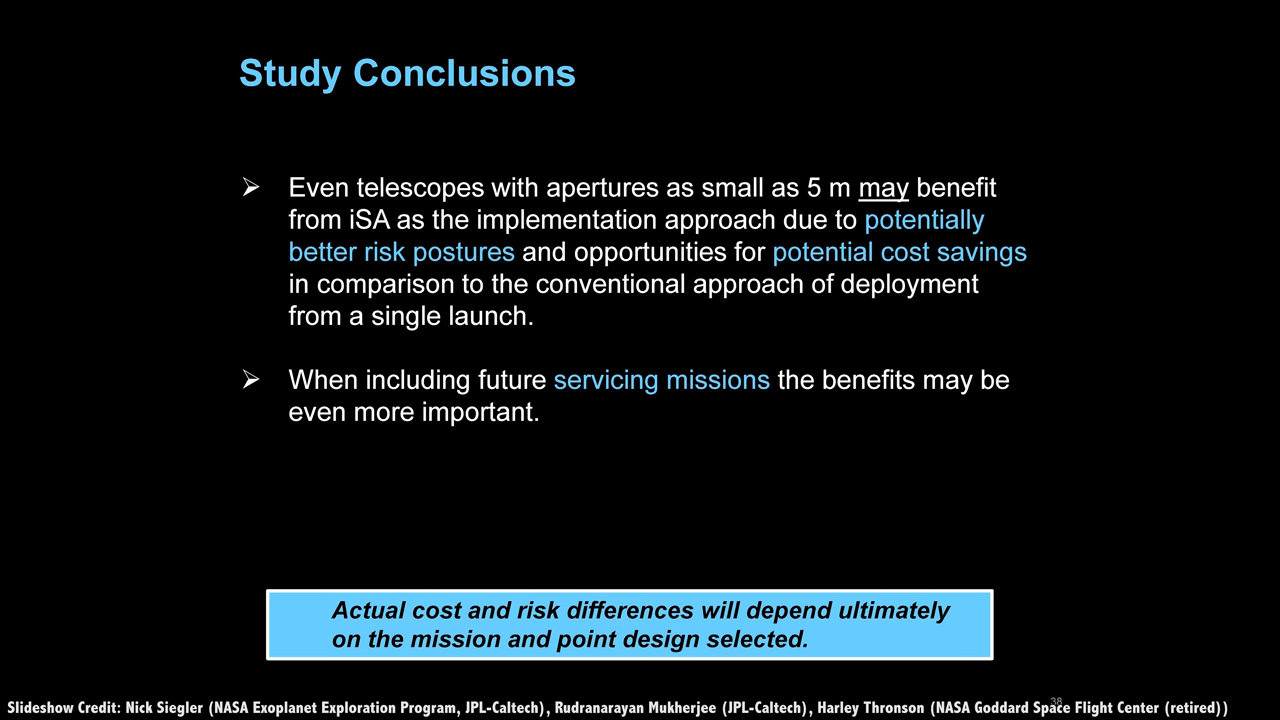 Study Conclusions
➢ Even telescopes with apertures as small as 5 m may benefit
from iSA as the implementation approach due to potentially
better risk postures and opportunities for potential cost savings
in comparison to the conventional approach of deployment
from a single launch.
➢ When including future servicing missions the benefits may be
even more important.
Actual cost and risk differences will depend ultimately
on the mission and point design selected.
38
Slideshow Credit: Nick Siegler (NASA Exoplanet Exploration Program, JPL-Caltech), Rudranarayan Mukherjee (JPL-Caltech), Harley Thronson (NASA Goddard Space Flight Center (retired))